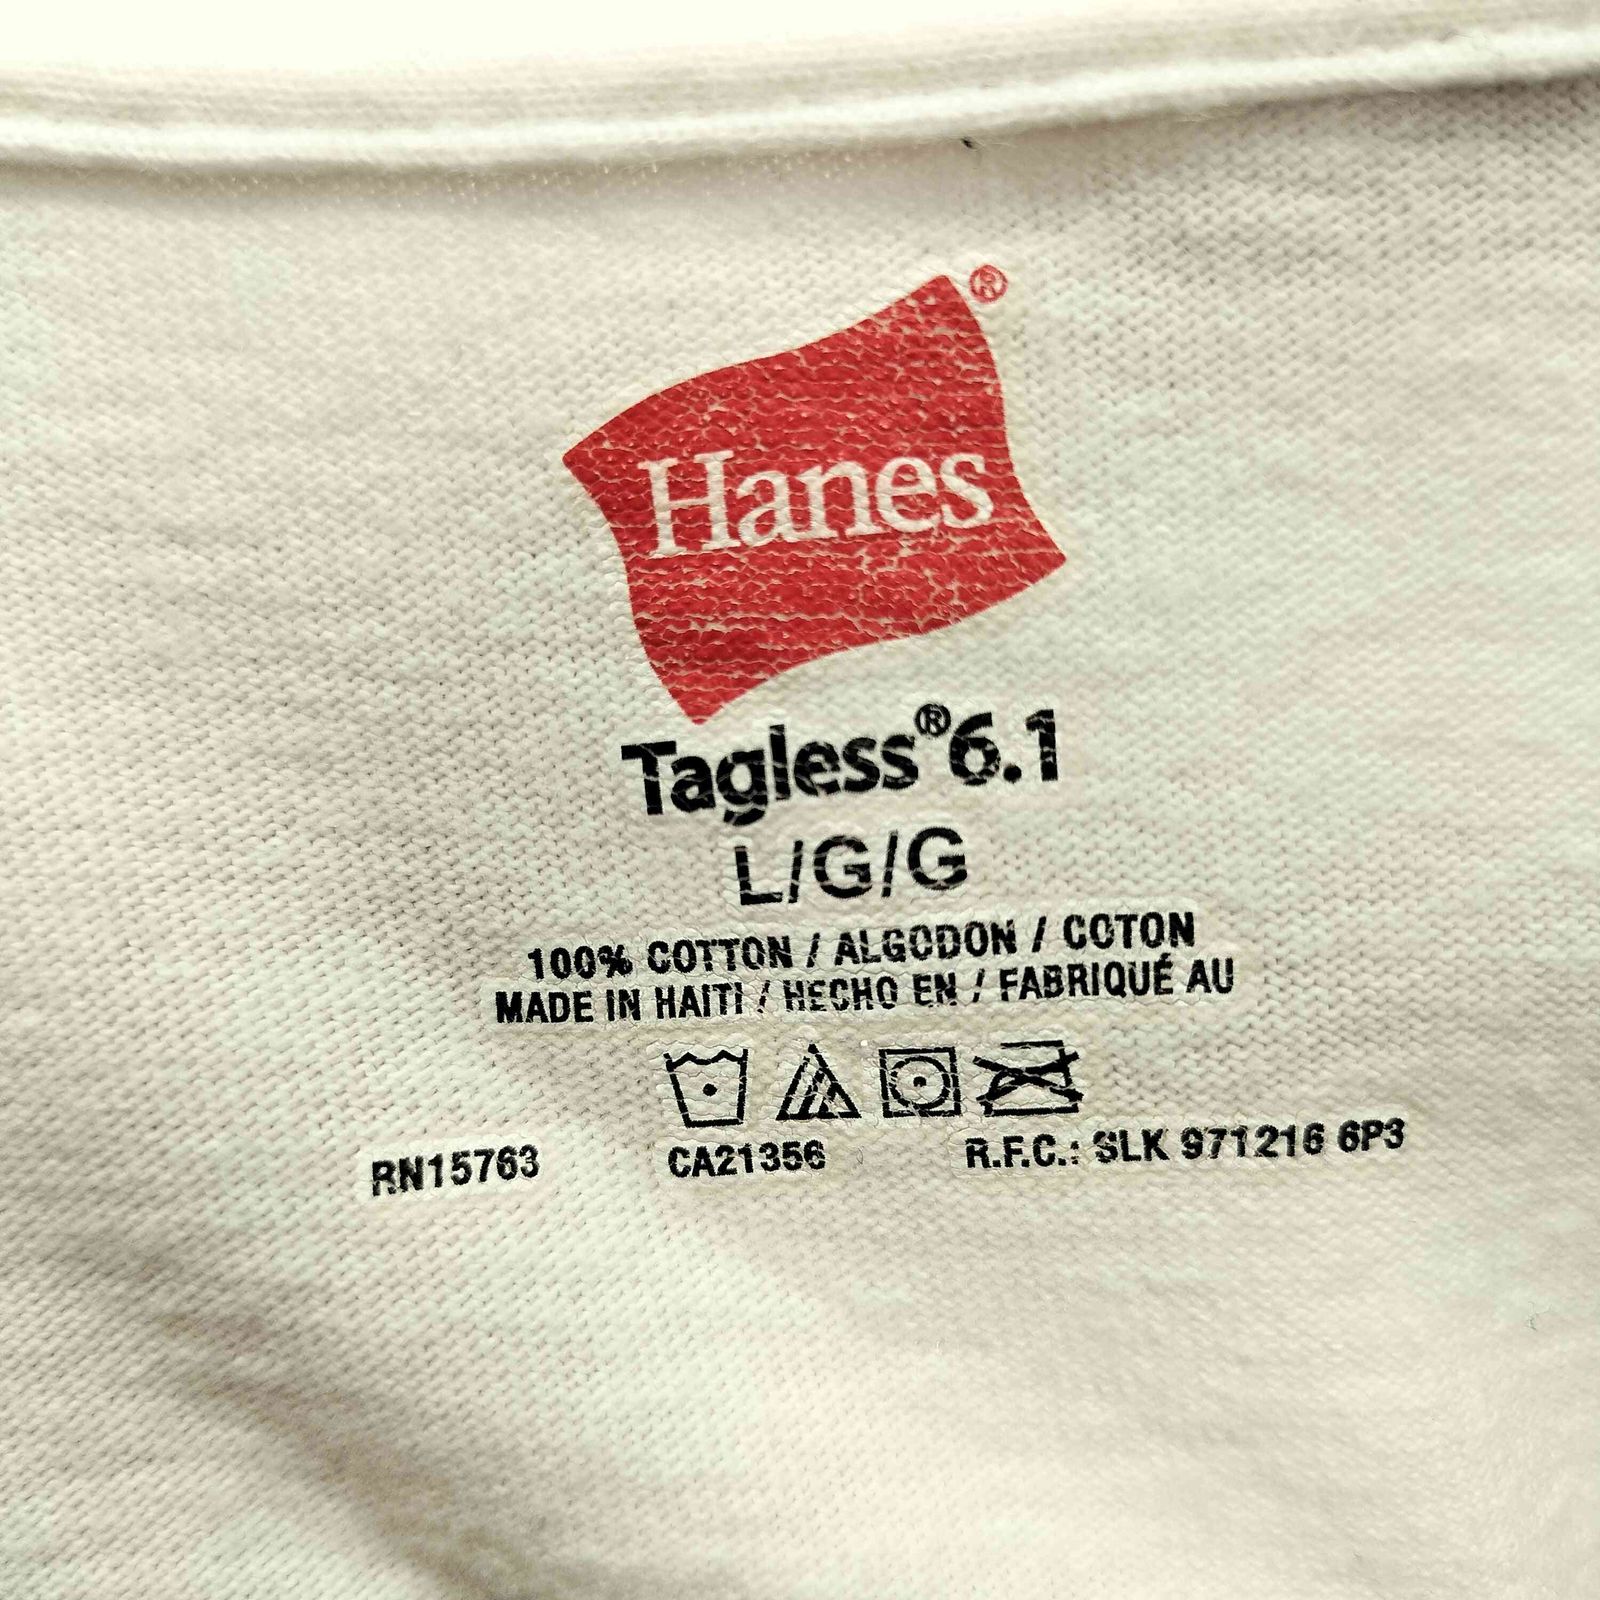 Hanes®
Tagless®6.1
L/G/G
100% COTTON / ALGODON / COTON
MADE IN HAITI / HECHO EN / FABRIQUÉ AU
RN15763 CA21356 R.F.C.: SLK 971216 6P3